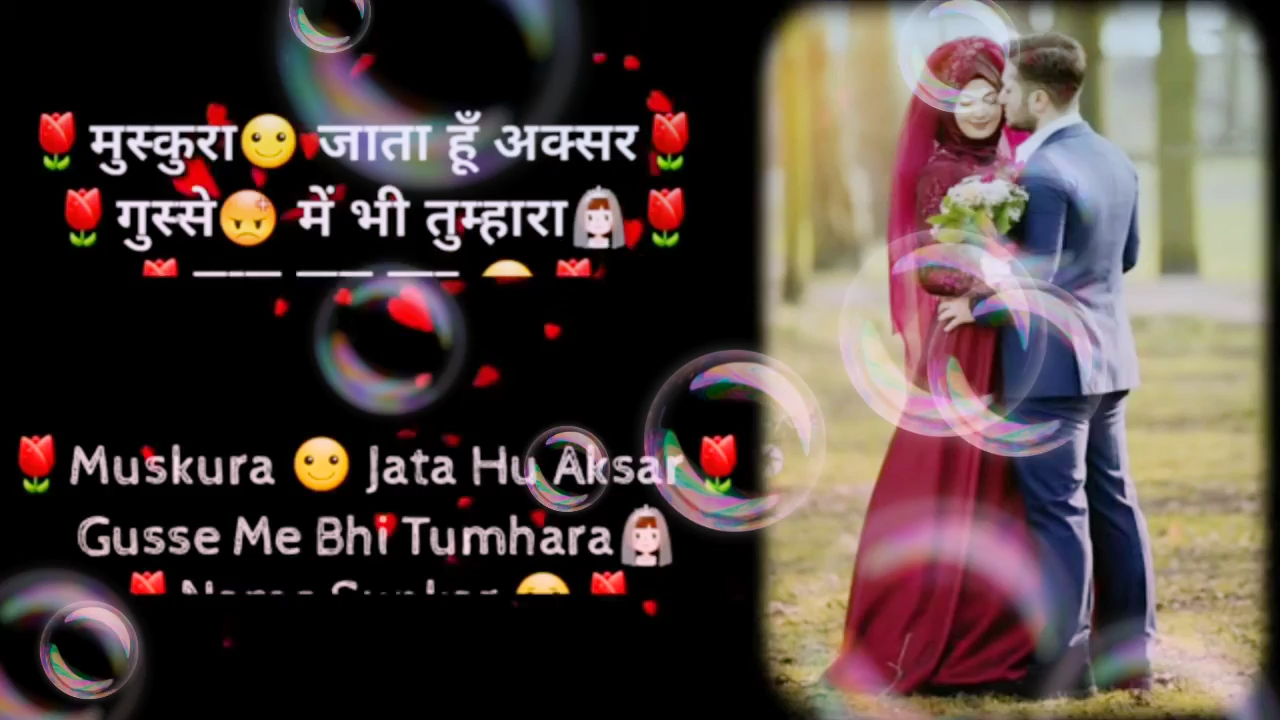 🌷 मुस्कुरा🙂 जाता हूँ अक्सर 🌷
🌷 गुस्से😠 में भी तुम्हारा👰 🌷
🌷 Muskura 🙂 Jata Hu Aksar 🌷
Gusse Me Bhi Tumhara👰